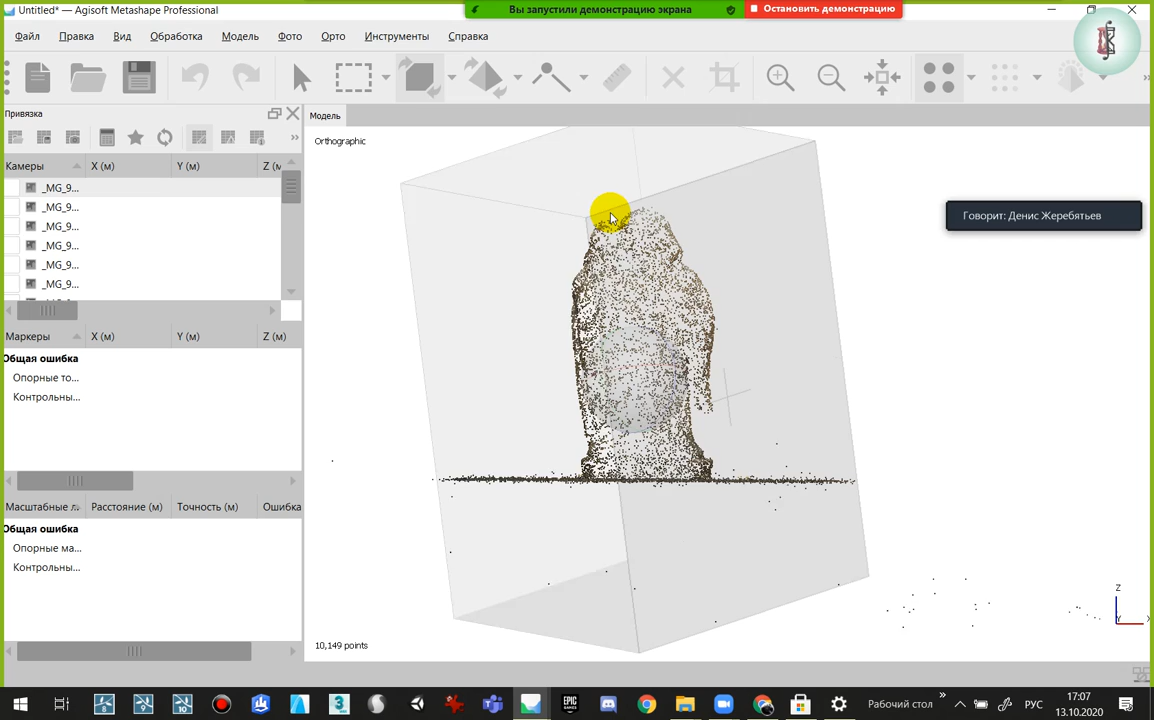 Untitled* — Agisoft Metashape Professional
Вы запустили демонстрацию экрана
Остановить демонстрацию
Файл Правка Вид Обработка Модель Фото Орто Инструменты Справка
Привязка
Модель
Orthographic
Камеры X (м) Y (м) Z (м
_MG_9...
_MG_9...
_MG_9...
_MG_9...
_MG_9...
_MG_9...
Говорит: Денис Жеребятьев
Маркеры X (м) Y (м) Z (м)
Общая ошибка
Опорные то...
Контрольны...
Масштабные л Расстояние (м) Точность (м) Ошибка
Общая ошибка
Опорные ма...
Контрольны...
10,149 points
Z
Y
X
Рабочий стол
РУС
17:07
13.10.2020